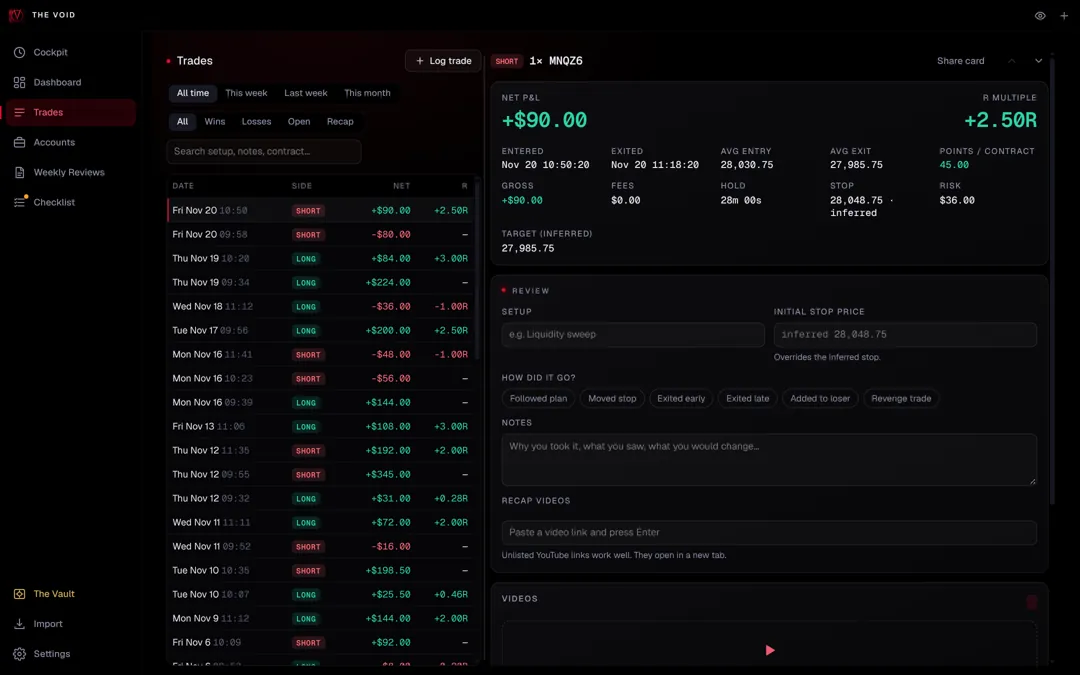 THE VOID
Cockpit
Dashboard
Trades
Accounts
Weekly Reviews
Checklist
The Vault
Import
Settings
Trades
+ Log trade
All time This week Last week This month
All Wins Losses Open Recap
Search setup, notes, contract...
DATE SIDE NET R
Fri Nov 20 10:50 SHORT +$90.00 +2.50R
Fri Nov 20 09:58 SHORT -$80.00 –
Thu Nov 19 10:20 LONG +$84.00 +3.00R
Thu Nov 19 09:34 LONG +$224.00 –
Wed Nov 18 11:12 LONG -$36.00 -1.00R
Tue Nov 17 09:56 LONG +$200.00 +2.50R
Mon Nov 16 11:41 SHORT -$48.00 -1.00R
Mon Nov 16 10:23 SHORT -$56.00 –
Mon Nov 16 09:39 LONG +$144.00 –
Fri Nov 13 11:06 LONG +$108.00 +3.00R
Thu Nov 12 11:35 SHORT +$192.00 +2.00R
Thu Nov 12 09:55 SHORT +$345.00 –
Thu Nov 12 09:32 LONG +$31.00 +0.28R
Wed Nov 11 11:11 LONG +$72.00 +2.00R
Wed Nov 11 09:52 SHORT -$16.00 –
Tue Nov 10 10:35 SHORT +$198.50 –
Tue Nov 10 10:07 LONG +$25.50 +0.46R
Mon Nov 9 11:12 LONG +$144.00 +2.00R
Fri Nov 6 10:09 SHORT +$92.00 –
Fri Nov 6
SHORT 1× MNQZ6
Share card
NET P&L R MULTIPLE
+$90.00 +2.50R
ENTERED EXITED AVG ENTRY AVG EXIT POINTS / CONTRACT
Nov 20 10:50:20 Nov 20 11:18:20 28,030.75 27,985.75 45.00
GROSS FEES HOLD STOP RISK
+$90.00 $0.00 28m 00s 28,048.75 · $36.00
inferred
TARGET (INFERRED)
27,985.75
REVIEW
SETUP INITIAL STOP PRICE
e.g. Liquidity sweep inferred 28,048.75
Overrides the inferred stop.
HOW DID IT GO?
Followed plan Moved stop Exited early Exited late Added to loser Revenge trade
NOTES
Why you took it, what you saw, what you would change...
RECAP VIDEOS
Paste a video link and press Enter
Unlisted YouTube links work well. They open in a new tab.
VIDEOS